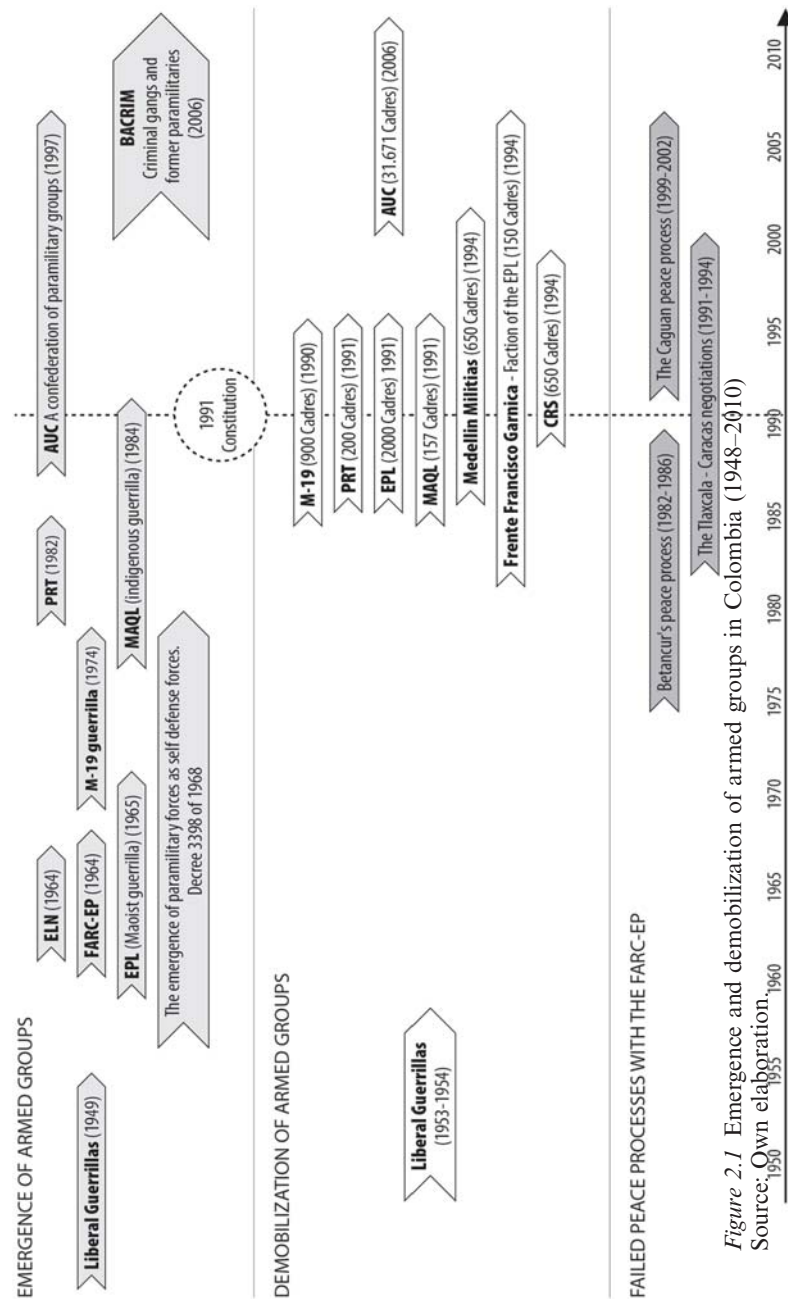 EMERGENCE OF ARMED GROUPS
Liberal Guerrillas (1949)
ELN (1964)
FARC-EP (1964)
EPL (Maoist guerrilla) (1965)
The emergence of paramilitary forces as self defense forces.
Decree 3398 of 1968
M-19 guerrilla (1974)
PRT (1982)
MAQL (indigenous guerrilla) (1984)
AUC A confederation of paramilitary groups (1997)
BACRIM
Criminal gangs and
former paramilitaries
(2006)
1991
Constitution
DEMOBILIZATION OF ARMED GROUPS
Liberal Guerrillas
(1953-1954)
M-19 (900 Cadres) (1990)
PRT (200 Cadres) (1991)
EPL (2000 Cadres) 1991)
MAQL (157 Cadres) (1991)
AUC (31.671 Cadres) (2006)
Medellin Militias (650 Cadres) (1994)
Frente Francisco Garnica - Faction of the EPL (150 Cadres) (1994)
CRS (650 Cadres) (1994)
FAILED PEACE PROCESSES WITH THE FARC-EP
Betancur's peace process (1982-1986)
The Caguan peace process (1999-2002)
The Tlaxcala - Caracas negotiations (1991-1994)
1950
1955
1960
1965
1970
1975
1980
1985
1990
1995
2000
2005
2010
Figure 2.1 Emergence and demobilization of armed groups in Colombia (1948–2010)
Source: Own elaboration.